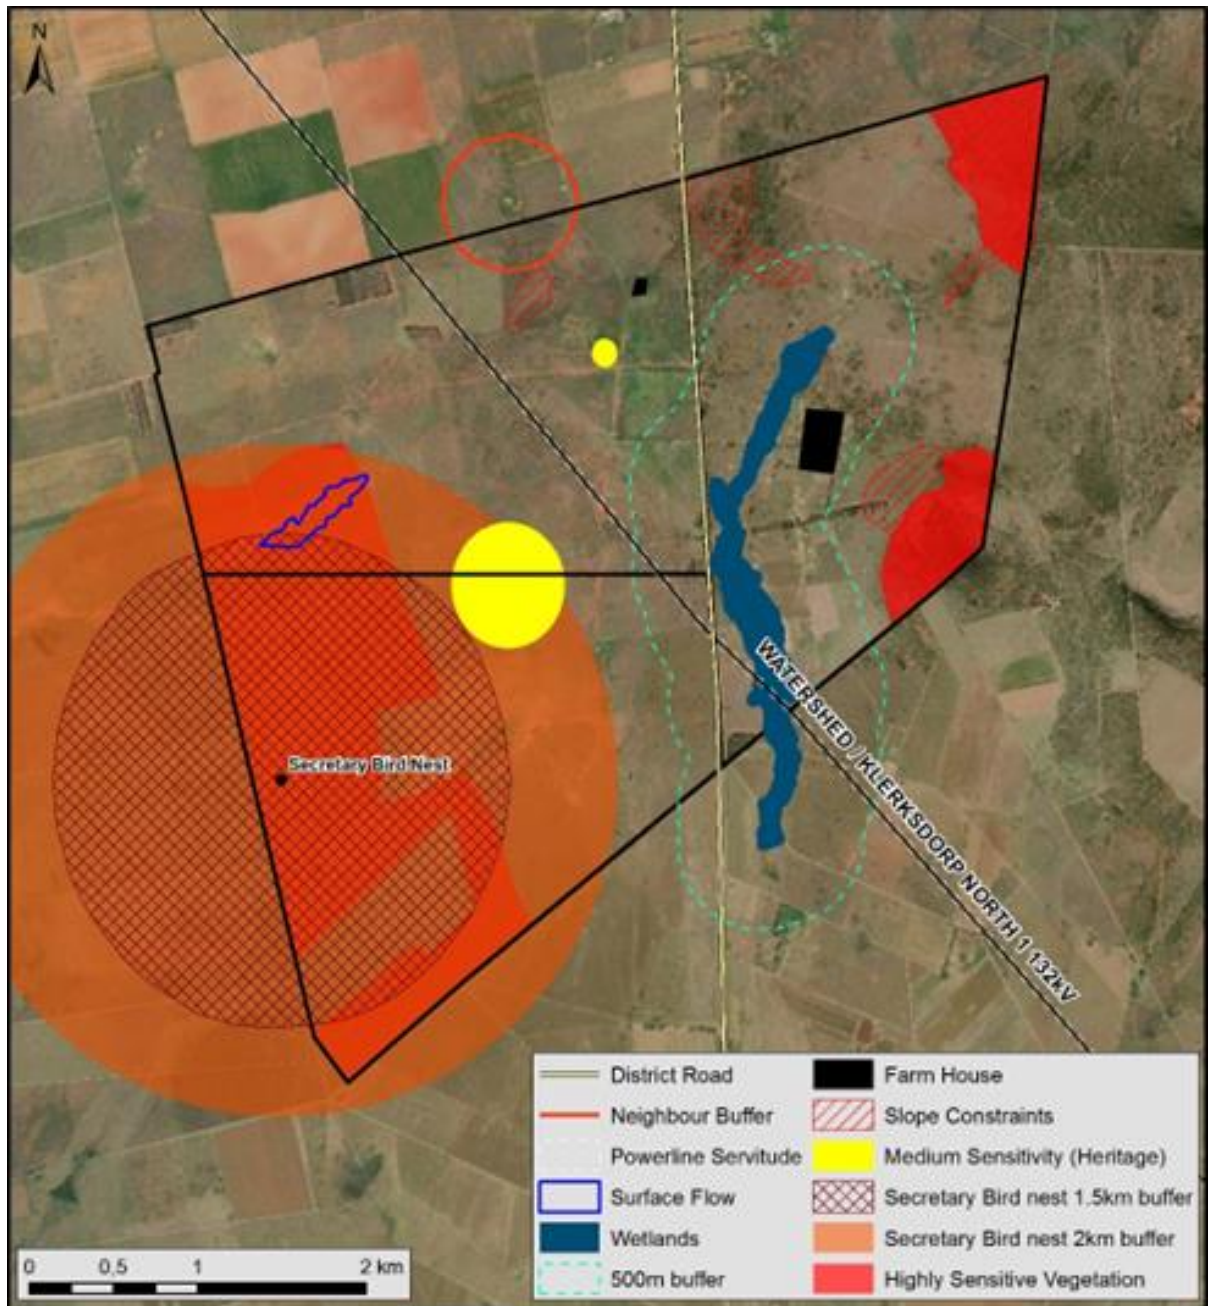 N
Secretary Bird Nest
WATERSHED / KLERKSDORP NORTH 1 132kV
District Road
Neighbour Buffer
Powerline Servitude
Surface Flow
Wetlands
500m buffer
Farm House
Slope Constraints
Medium Sensitivity (Heritage)
Secretary Bird nest 1.5km buffer
Secretary Bird nest 2km buffer
Highly Sensitive Vegetation
0 0,5 1 2 km